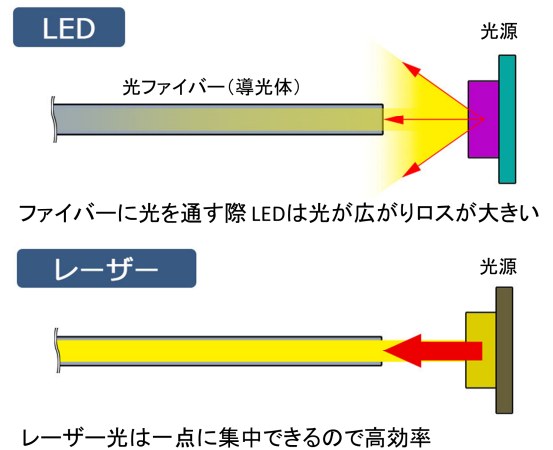 LED
光源
光ファイバー(導光体)
ファイバーに光を通す際 LEDは光が広がりロスが大きい
レーザー
光源
レーザー光は一点に集中できるので高効率